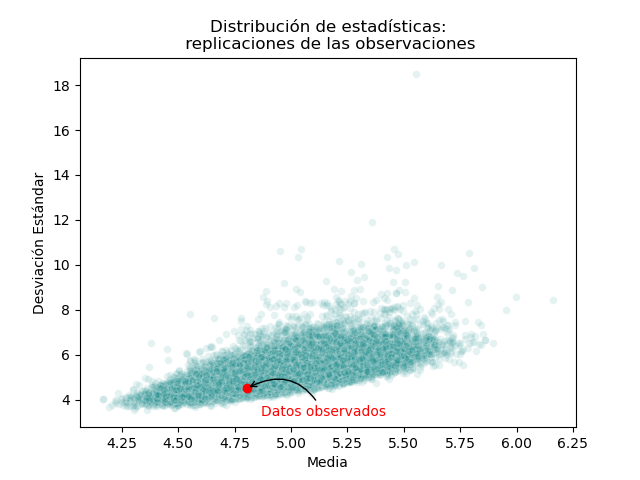 Distribución de estadísticas:
replicaciones de las observaciones
Desviación Estándar
18
16
14
12
10
8
6
4
Datos observados
4.25 4.50 4.75 5.00 5.25 5.50 5.75 6.00 6.25
Media